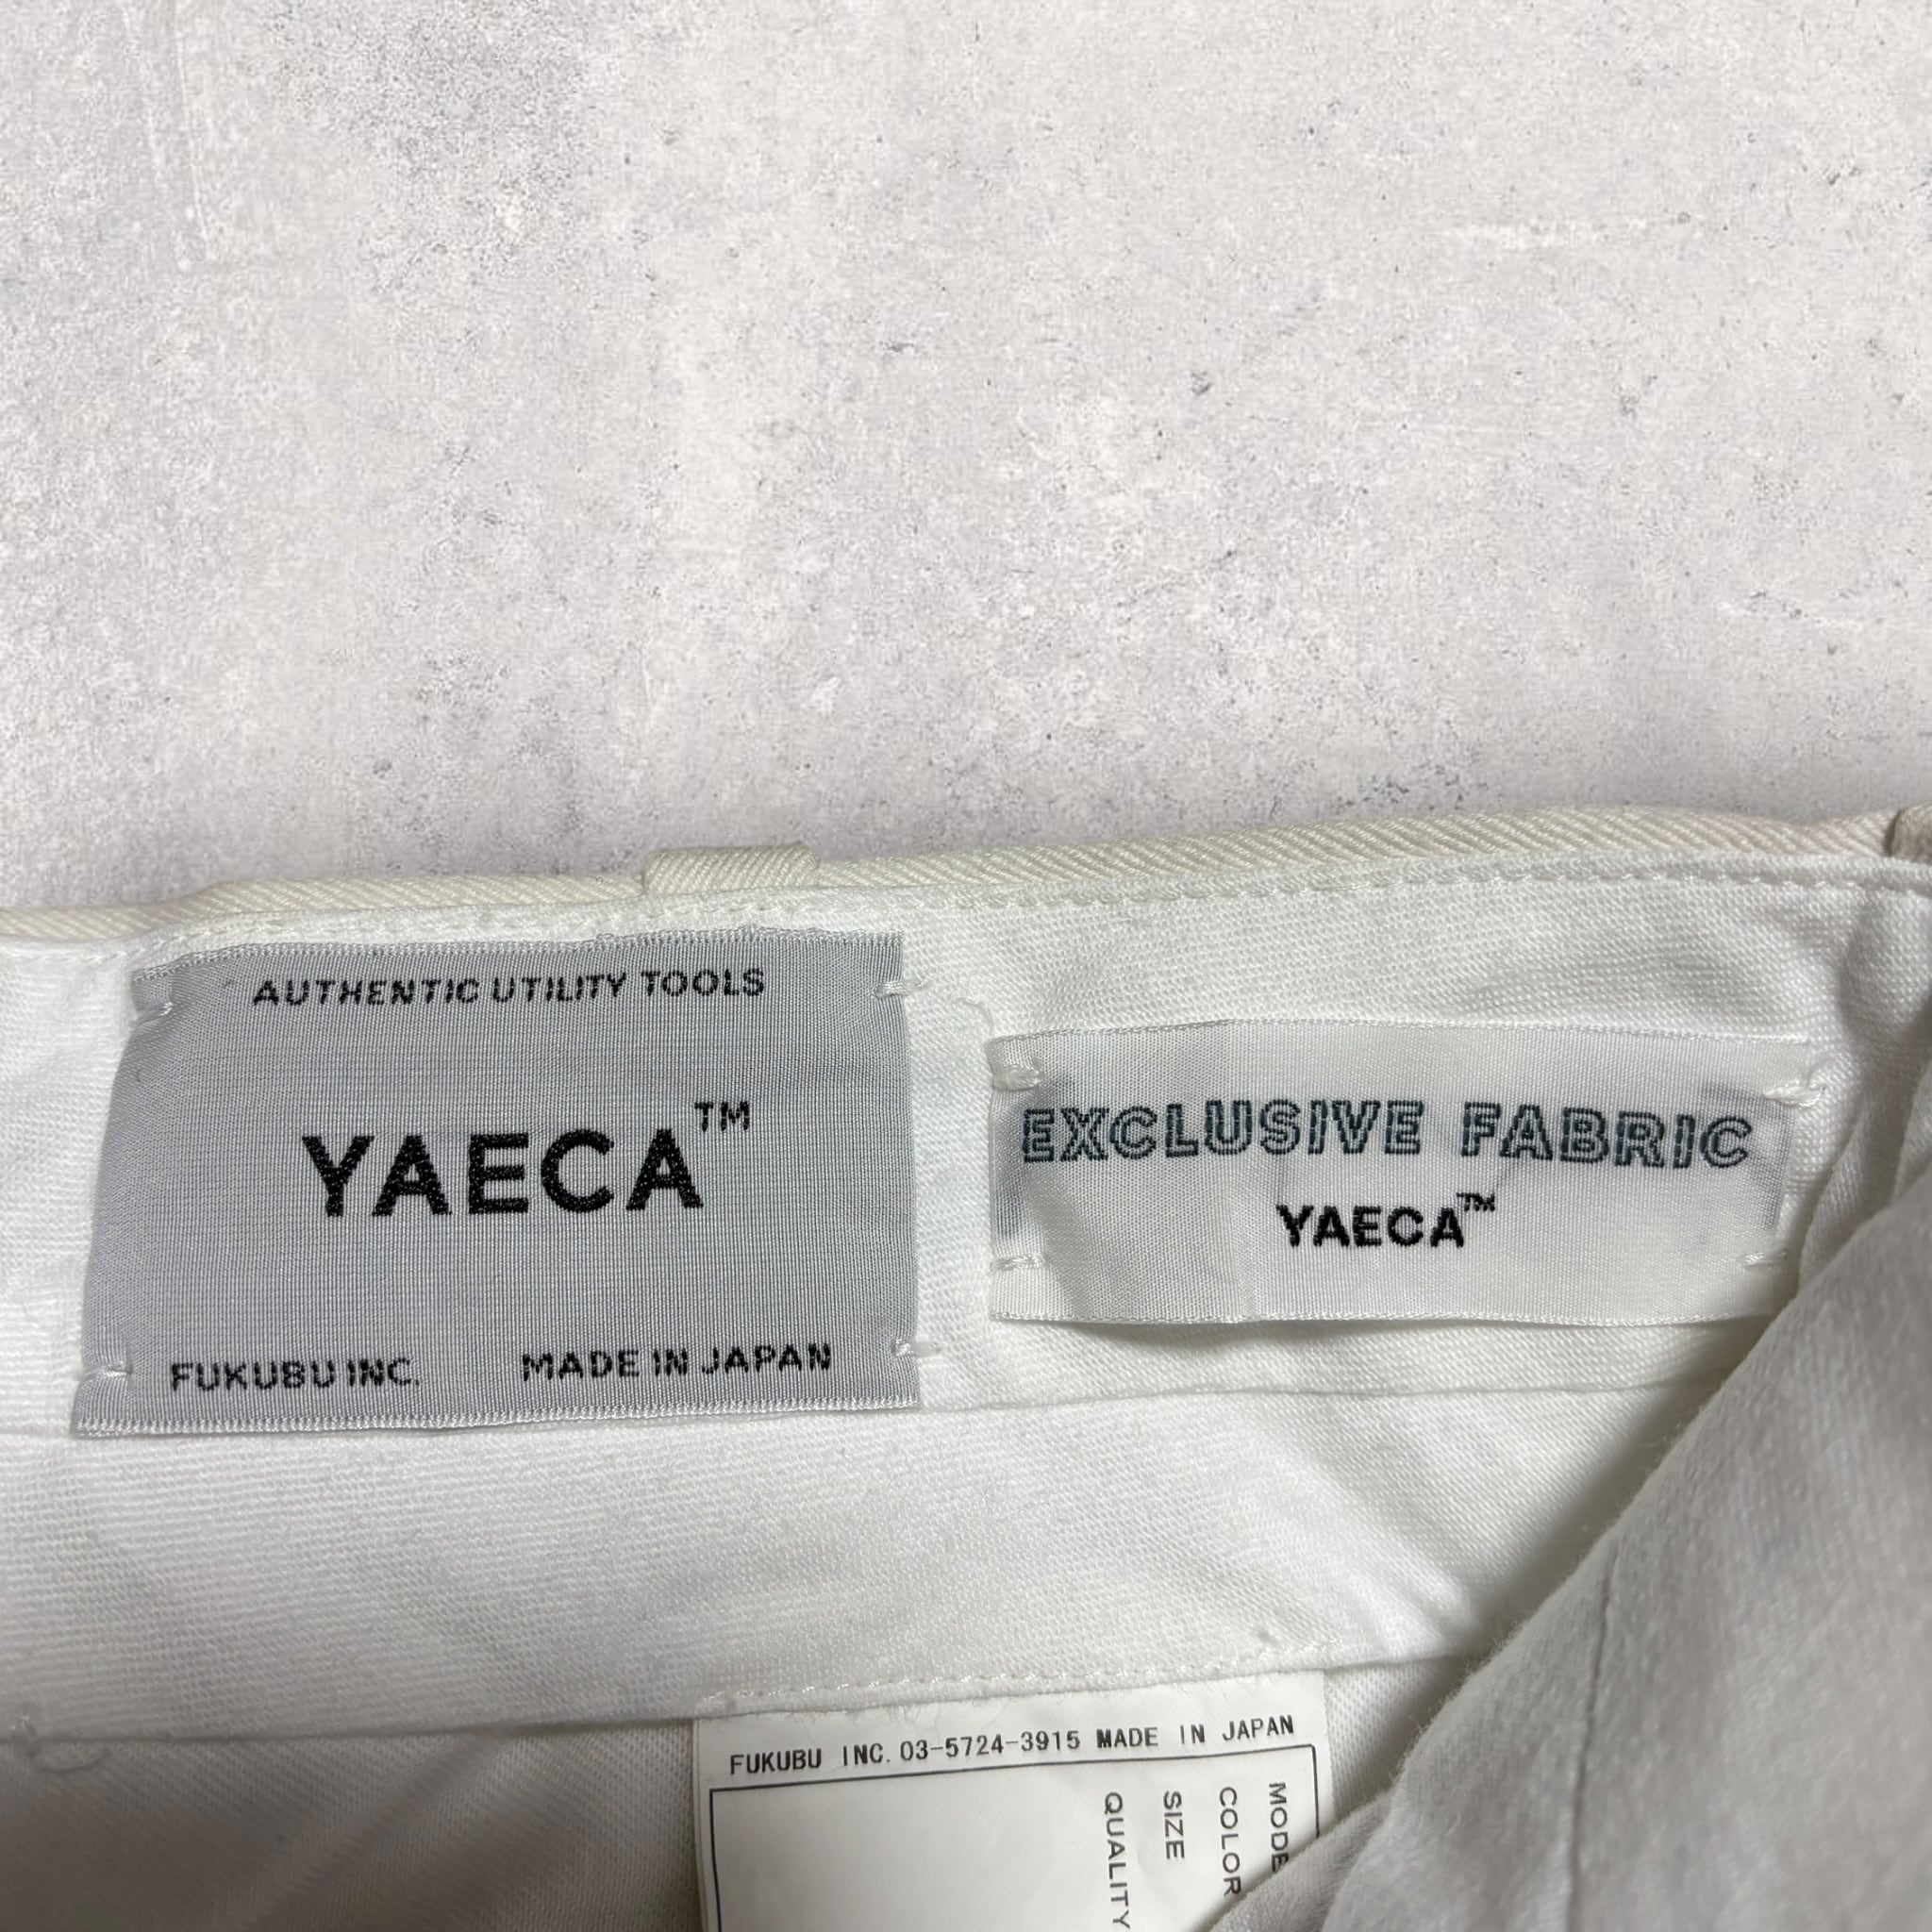 AUTHENTIC UTILITY TOOLS
YAECA™
FUKUBU INC. MADE IN JAPAN
EXCLUSIVE FABRIC
YAECA™
FUKUBU INC. 03-5724-3915 MADE IN JAPAN
COLOR
SIZE
QUALITY